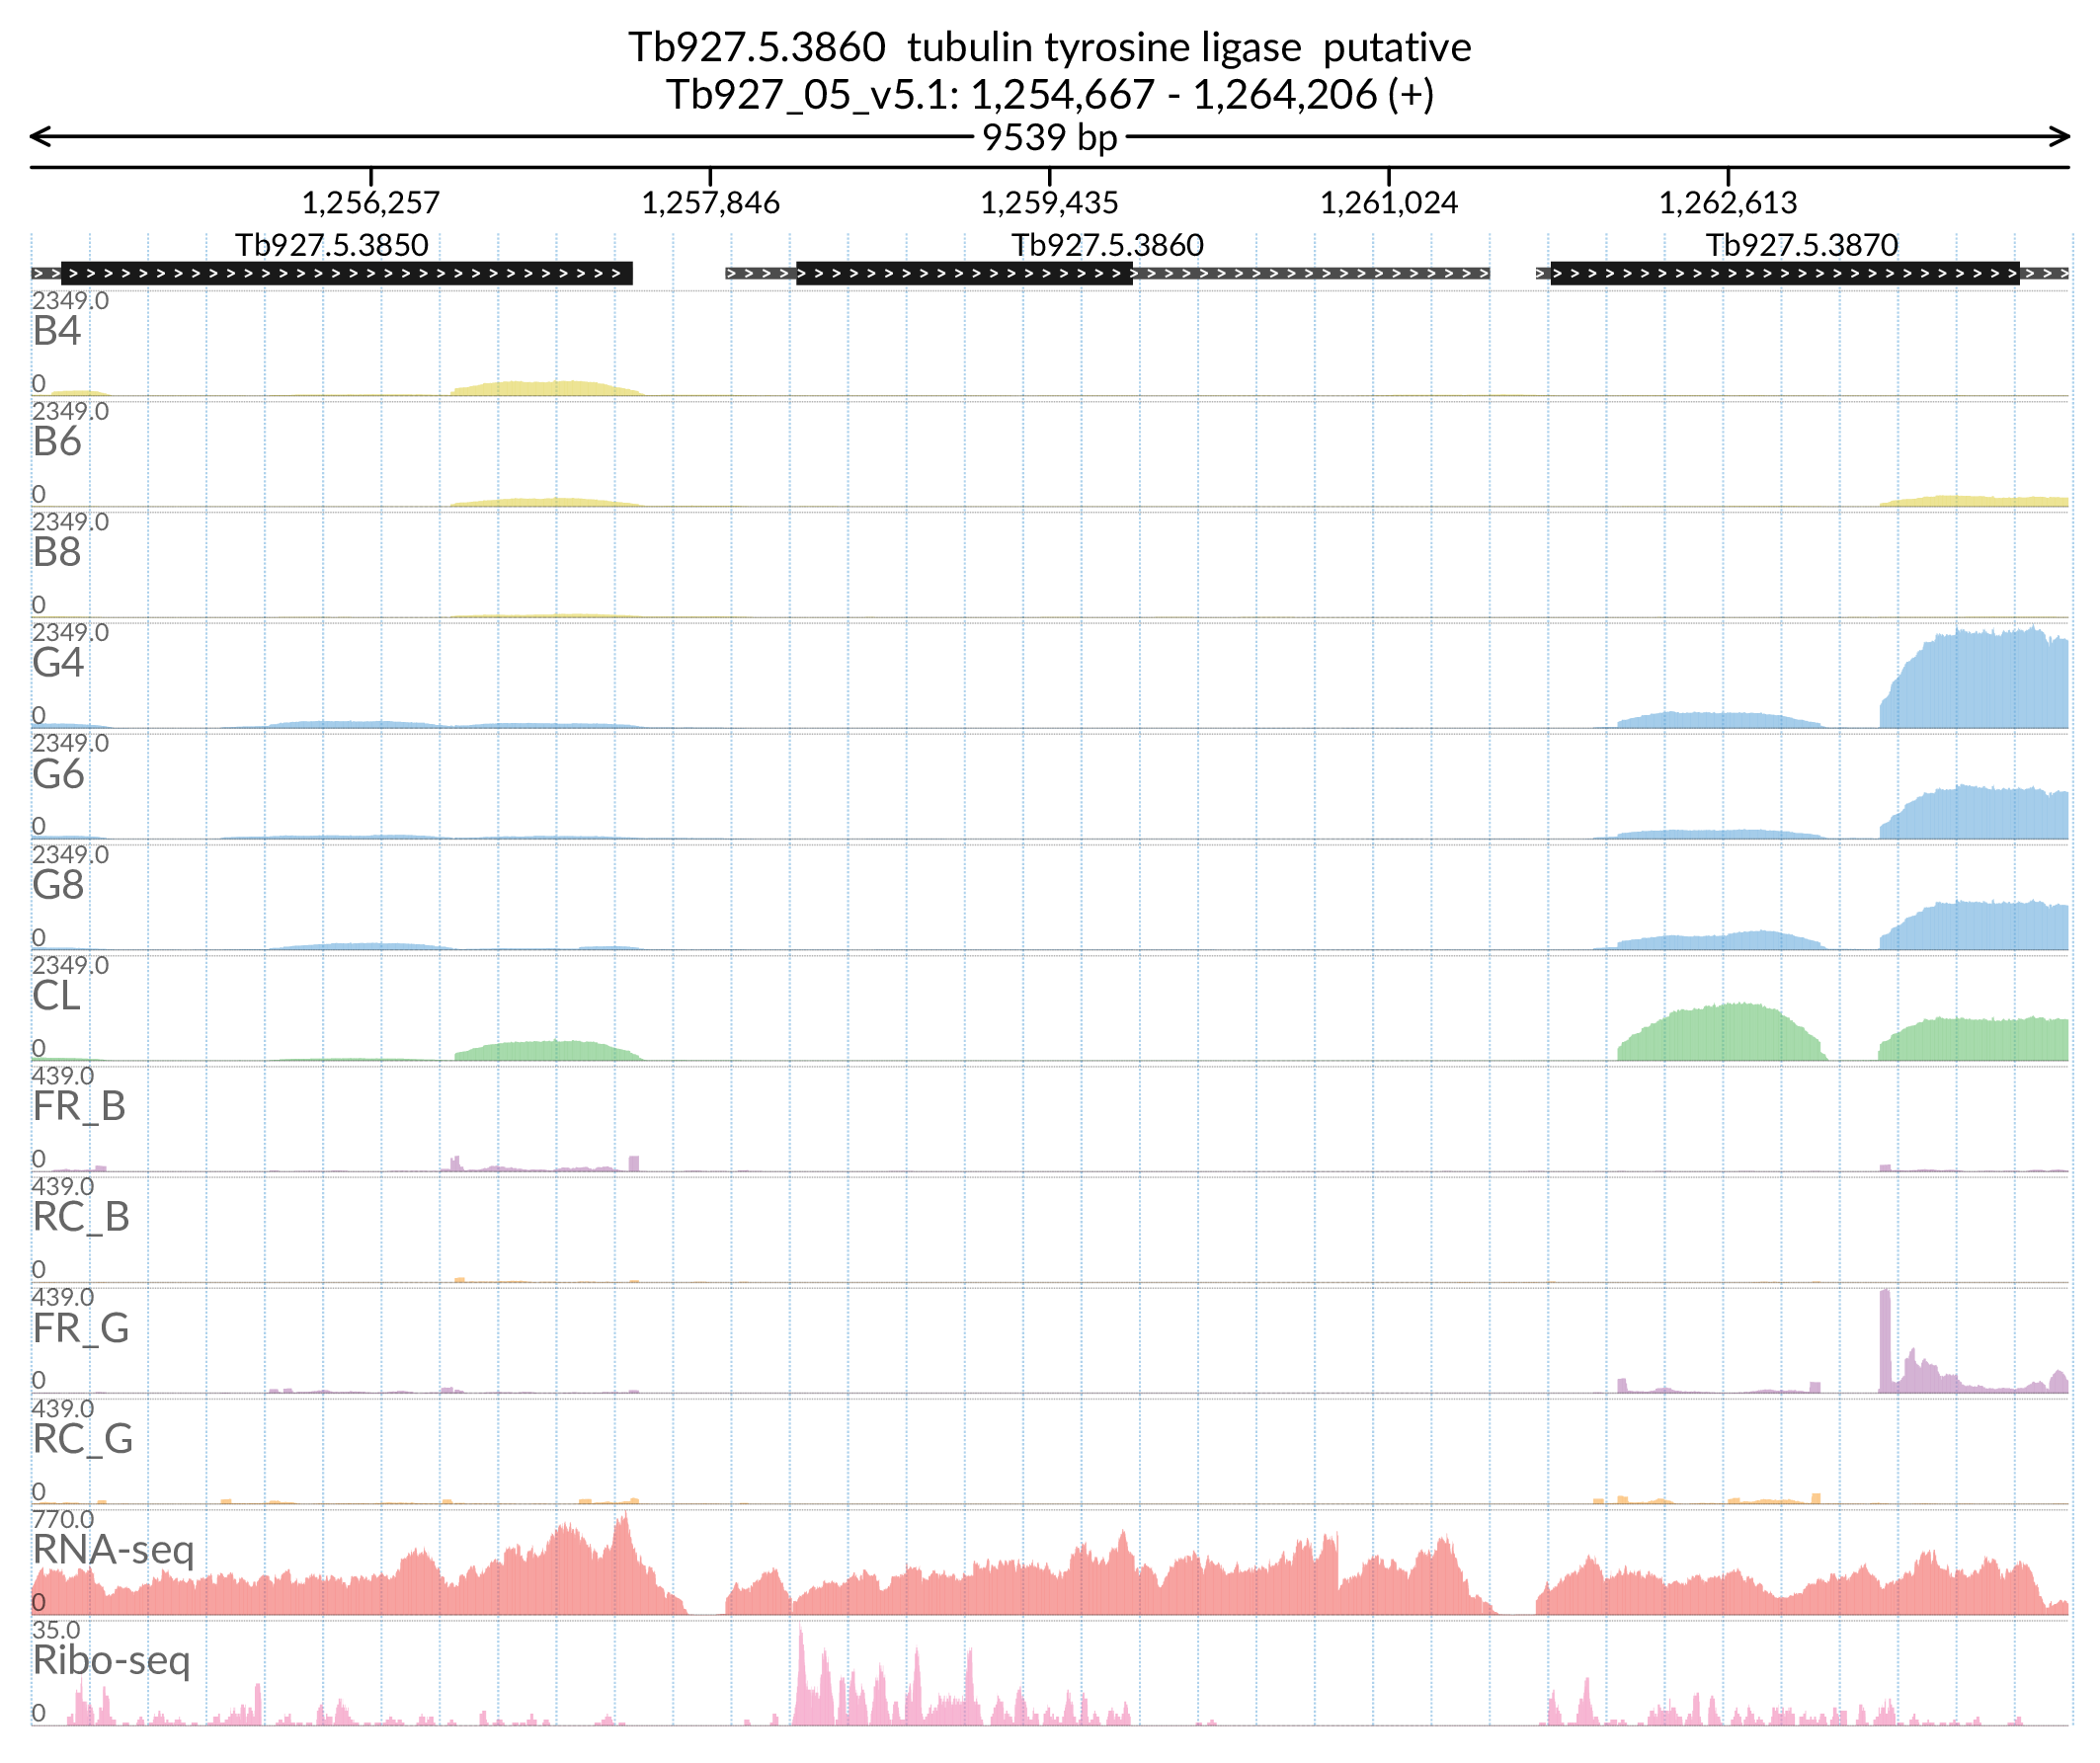 Tb927.5.3860  tubulin tyrosine ligase  putative
Tb927_05_v5.1: 1,254,667 - 1,264,206 (+)
9539 bp
1,256,257 1,257,846 1,259,435 1,261,024 1,262,613
Tb927.5.3850 Tb927.5.3860 Tb927.5.3870
2349.0
B4
0
2349.0
B6
0
2349.0
B8
0
2349.0
G4
0
2349.0
G6
0
2349.0
G8
0
2349.0
CL
0
439.0
FR_B
0
439.0
RC_B
0
439.0
FR_G
0
439.0
RC_G
0
770.0
RNA-seq
0
35.0
Ribo-seq
0